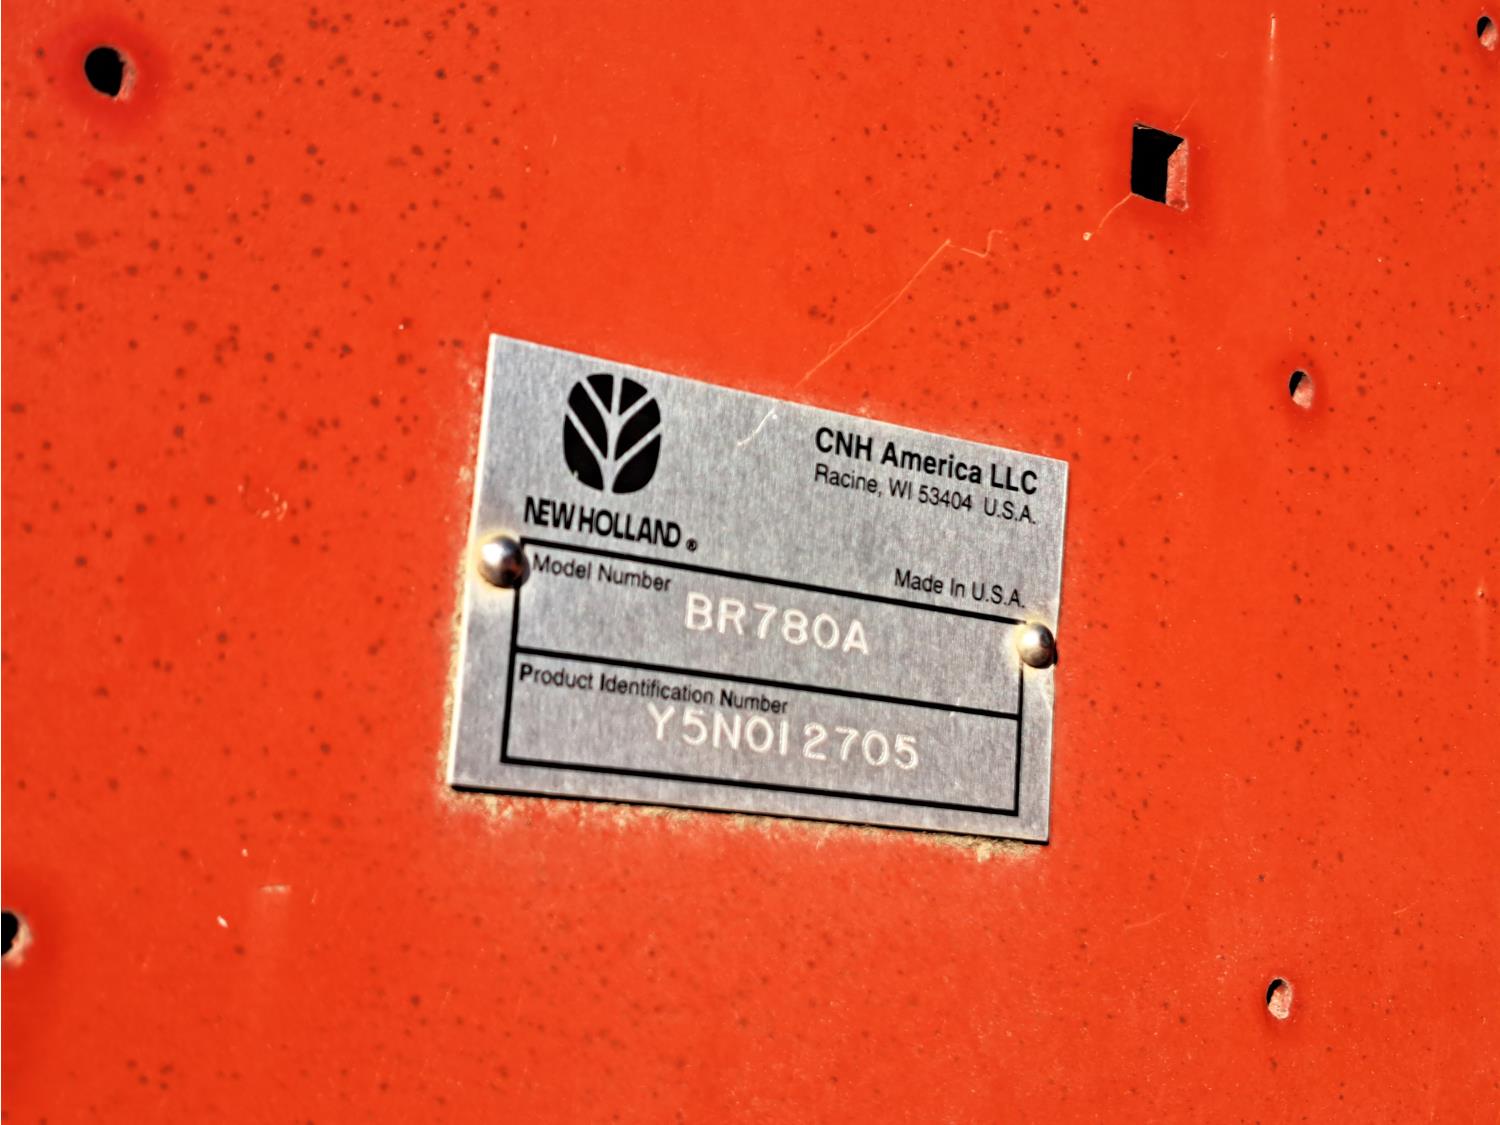 NEW HOLLAND®
CNH America LLC
Racine, WI 53404 U.S.A.
Made In U.S.A.
Model Number
BR780A
Product Identification Number
Y5N012705